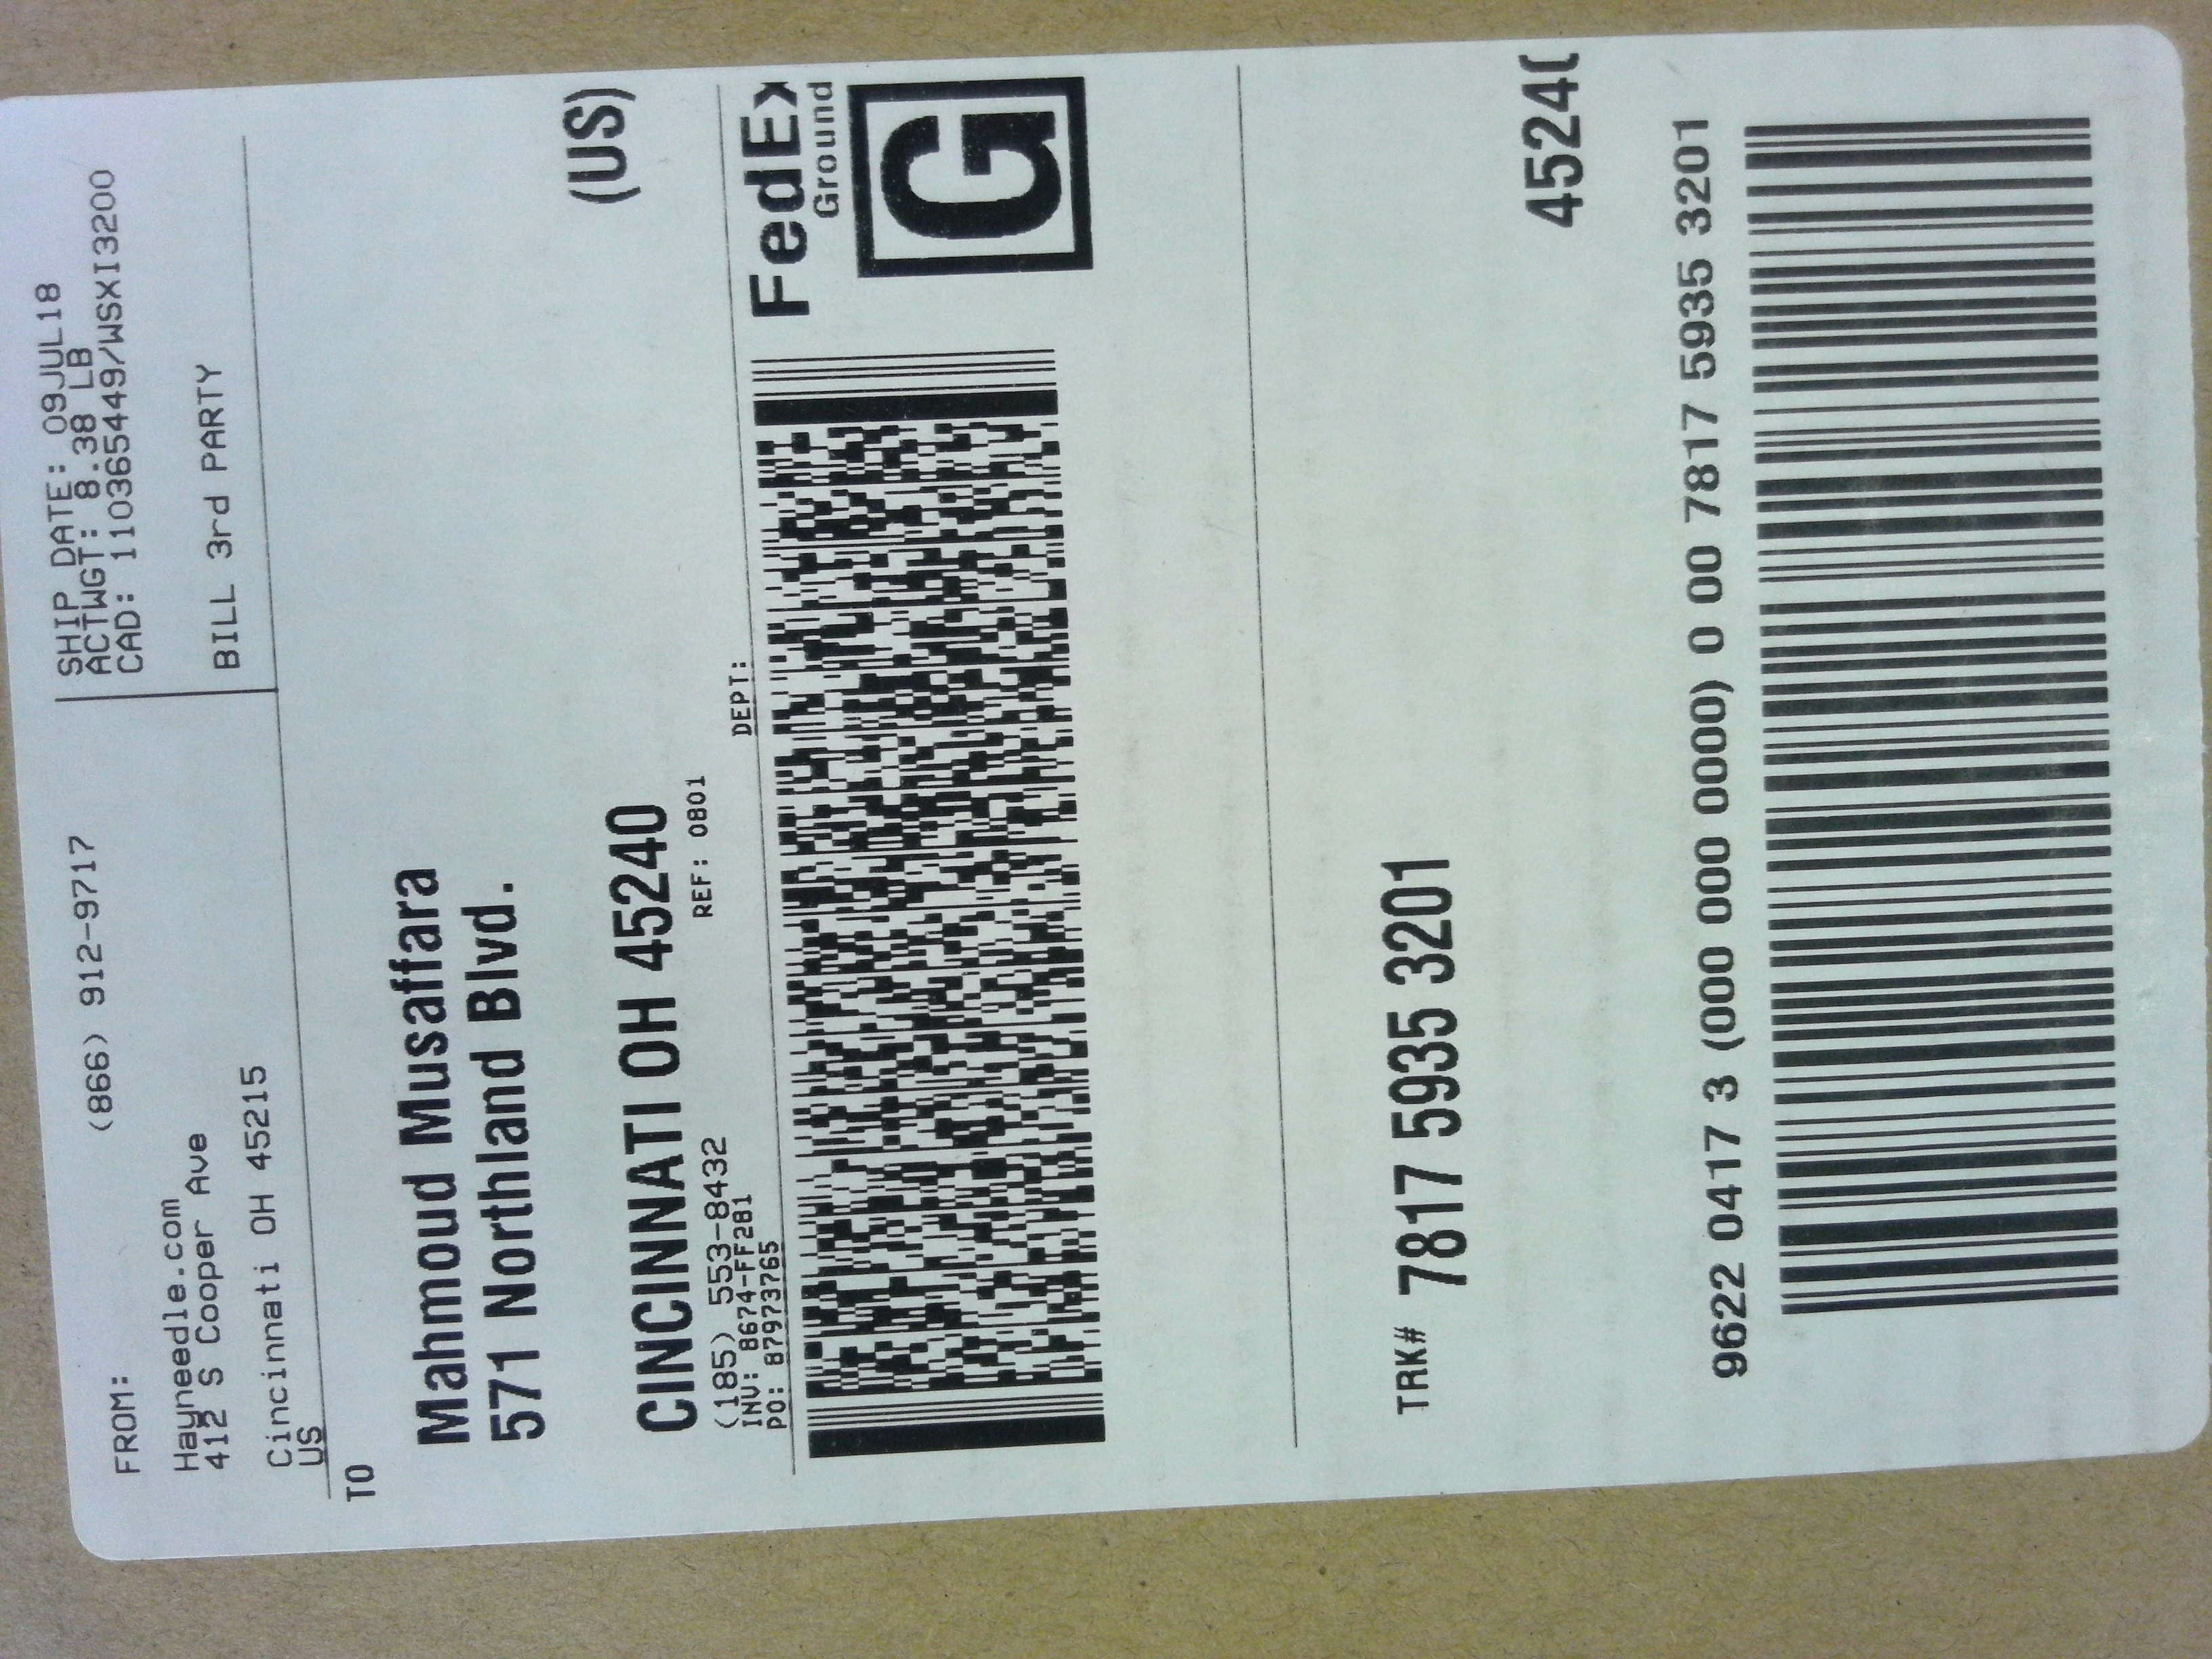 FROM:
(866) 912-9717
Hayneedle.com
412 S Cooper Ave
Cincinnati OH 45215
US
SHIP DATE: 09JUL18
ACTWGT: 8.38 LB
CAD: 110365449/WSXI3200
BILL 3rd PARTY
TO
Mahmoud Musaffara
571 Northland Blvd.
(US)
CINCINNATI OH 45240
(185) 553-8432
REF: 0801
INV: 8674-FF281
PO: 87973765
DEPT:
FedEx
Ground
G
TRK# 7817 5935 3201
45240
9622 0417 3 (000 000 0000) 0 00 7817 5935 3201